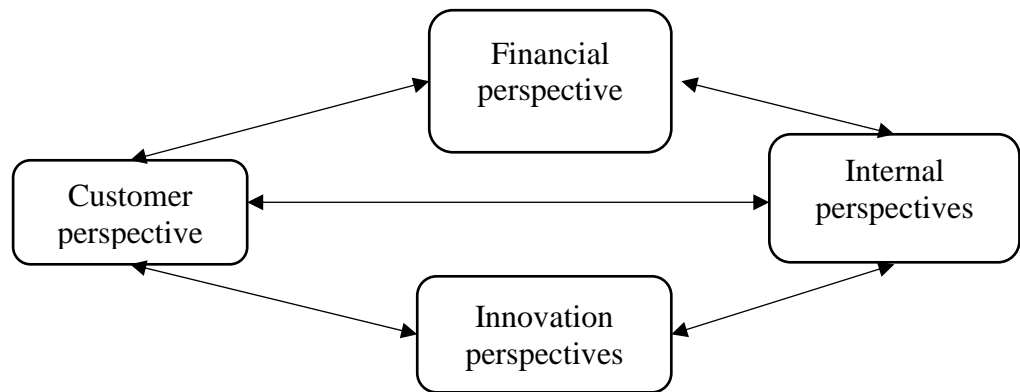 Financial
perspective
Customer
perspective
Internal
perspectives
Innovation
perspectives